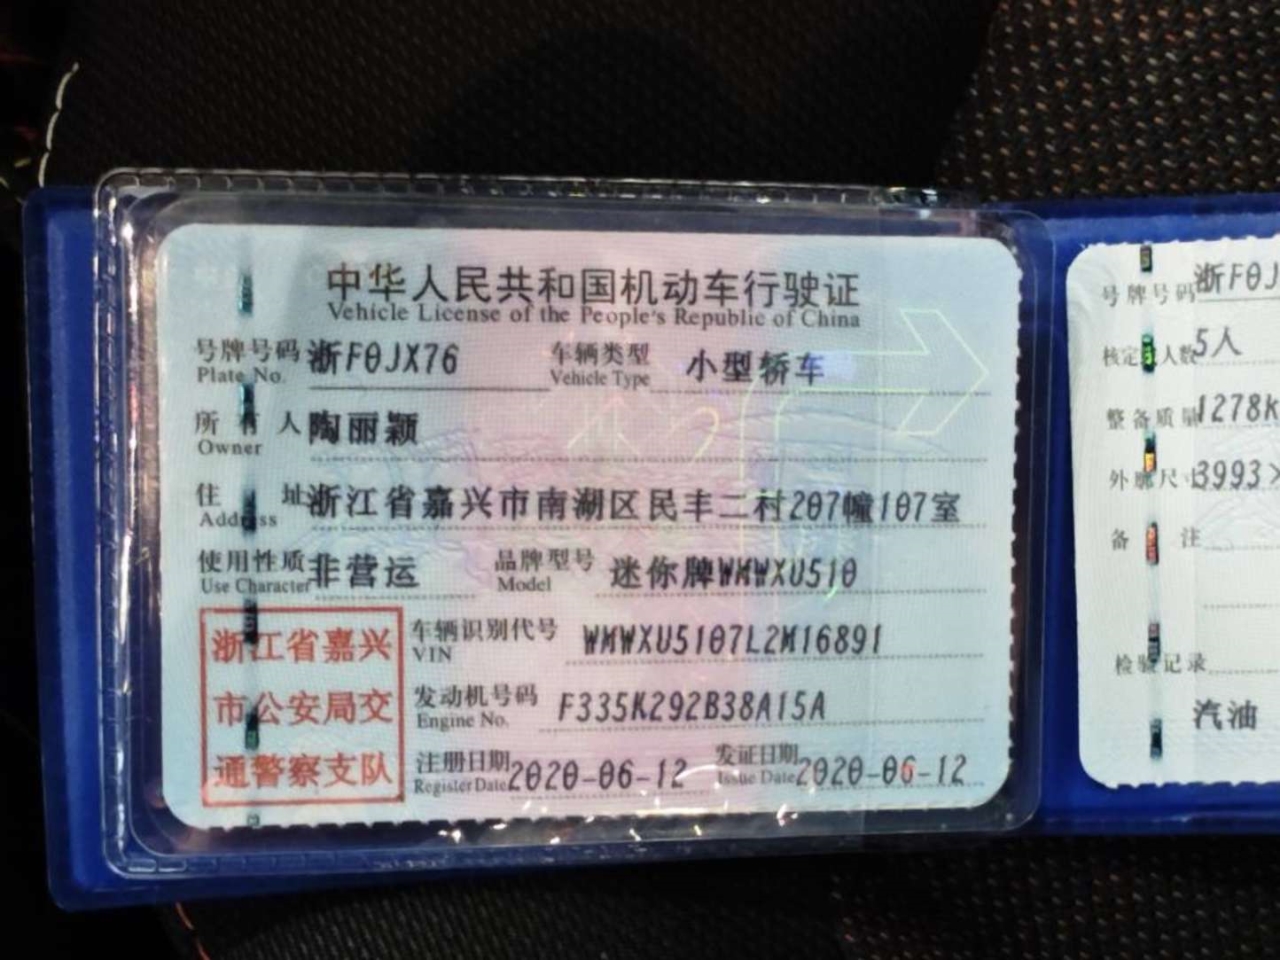 中华人民共和国机动车行驶证
Vehicle License of the People's Republic of China
号牌号码 浙F0JX76 车辆类型 小型轿车
Plate No. Vehicle Type
所有人 陶丽颖
Owner
住址 浙江省嘉兴市南湖区民丰二村207幢107室
Address
使用性质 非营运 品牌型号 迷你牌WMWXU510
Use Character Model
浙江省嘉兴
市公安局交
通警察支队
车辆识别代号 WMWXU5107L2M16891
VIN
发动机号码 F335K292B38A15A
Engine No.
注册日期 2020-06-12 发证日期 2020-06-12
Register Date Issue Date
号牌号码 浙F0J
核定载人数 5人
整备质量 1278k
外廓尺寸 3993×
备注
检验记录
汽油